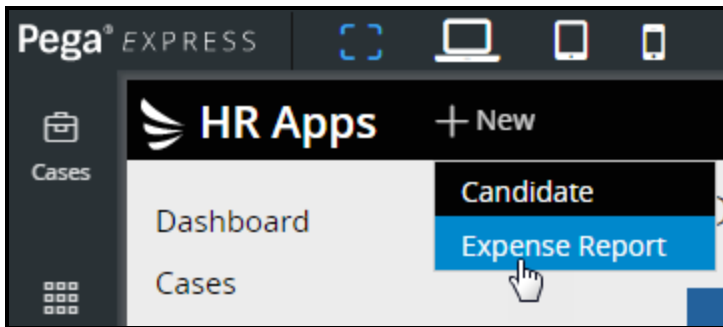 Pega® EXPRESS
HR Apps
+ New
Cases
Candidate
Dashboard
Expense Report
Cases